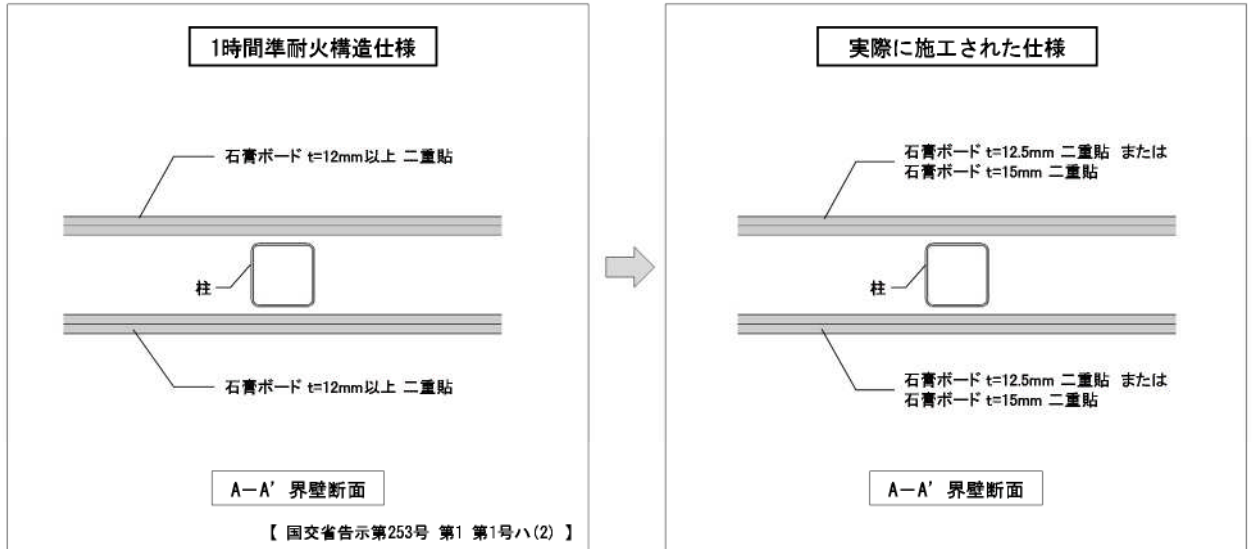 1時間準耐火構造仕様
石膏ボード t=12mm以上 二重貼
柱
石膏ボード t=12mm以上 二重貼
A−A’ 界壁断面
【 国交省告示第253号 第1 第1号ハ(2) 】
実際に施工された仕様
石膏ボード t=12.5mm 二重貼 または
石膏ボード t=15mm 二重貼
柱
石膏ボード t=12.5mm 二重貼 または
石膏ボード t=15mm 二重貼
A−A’ 界壁断面